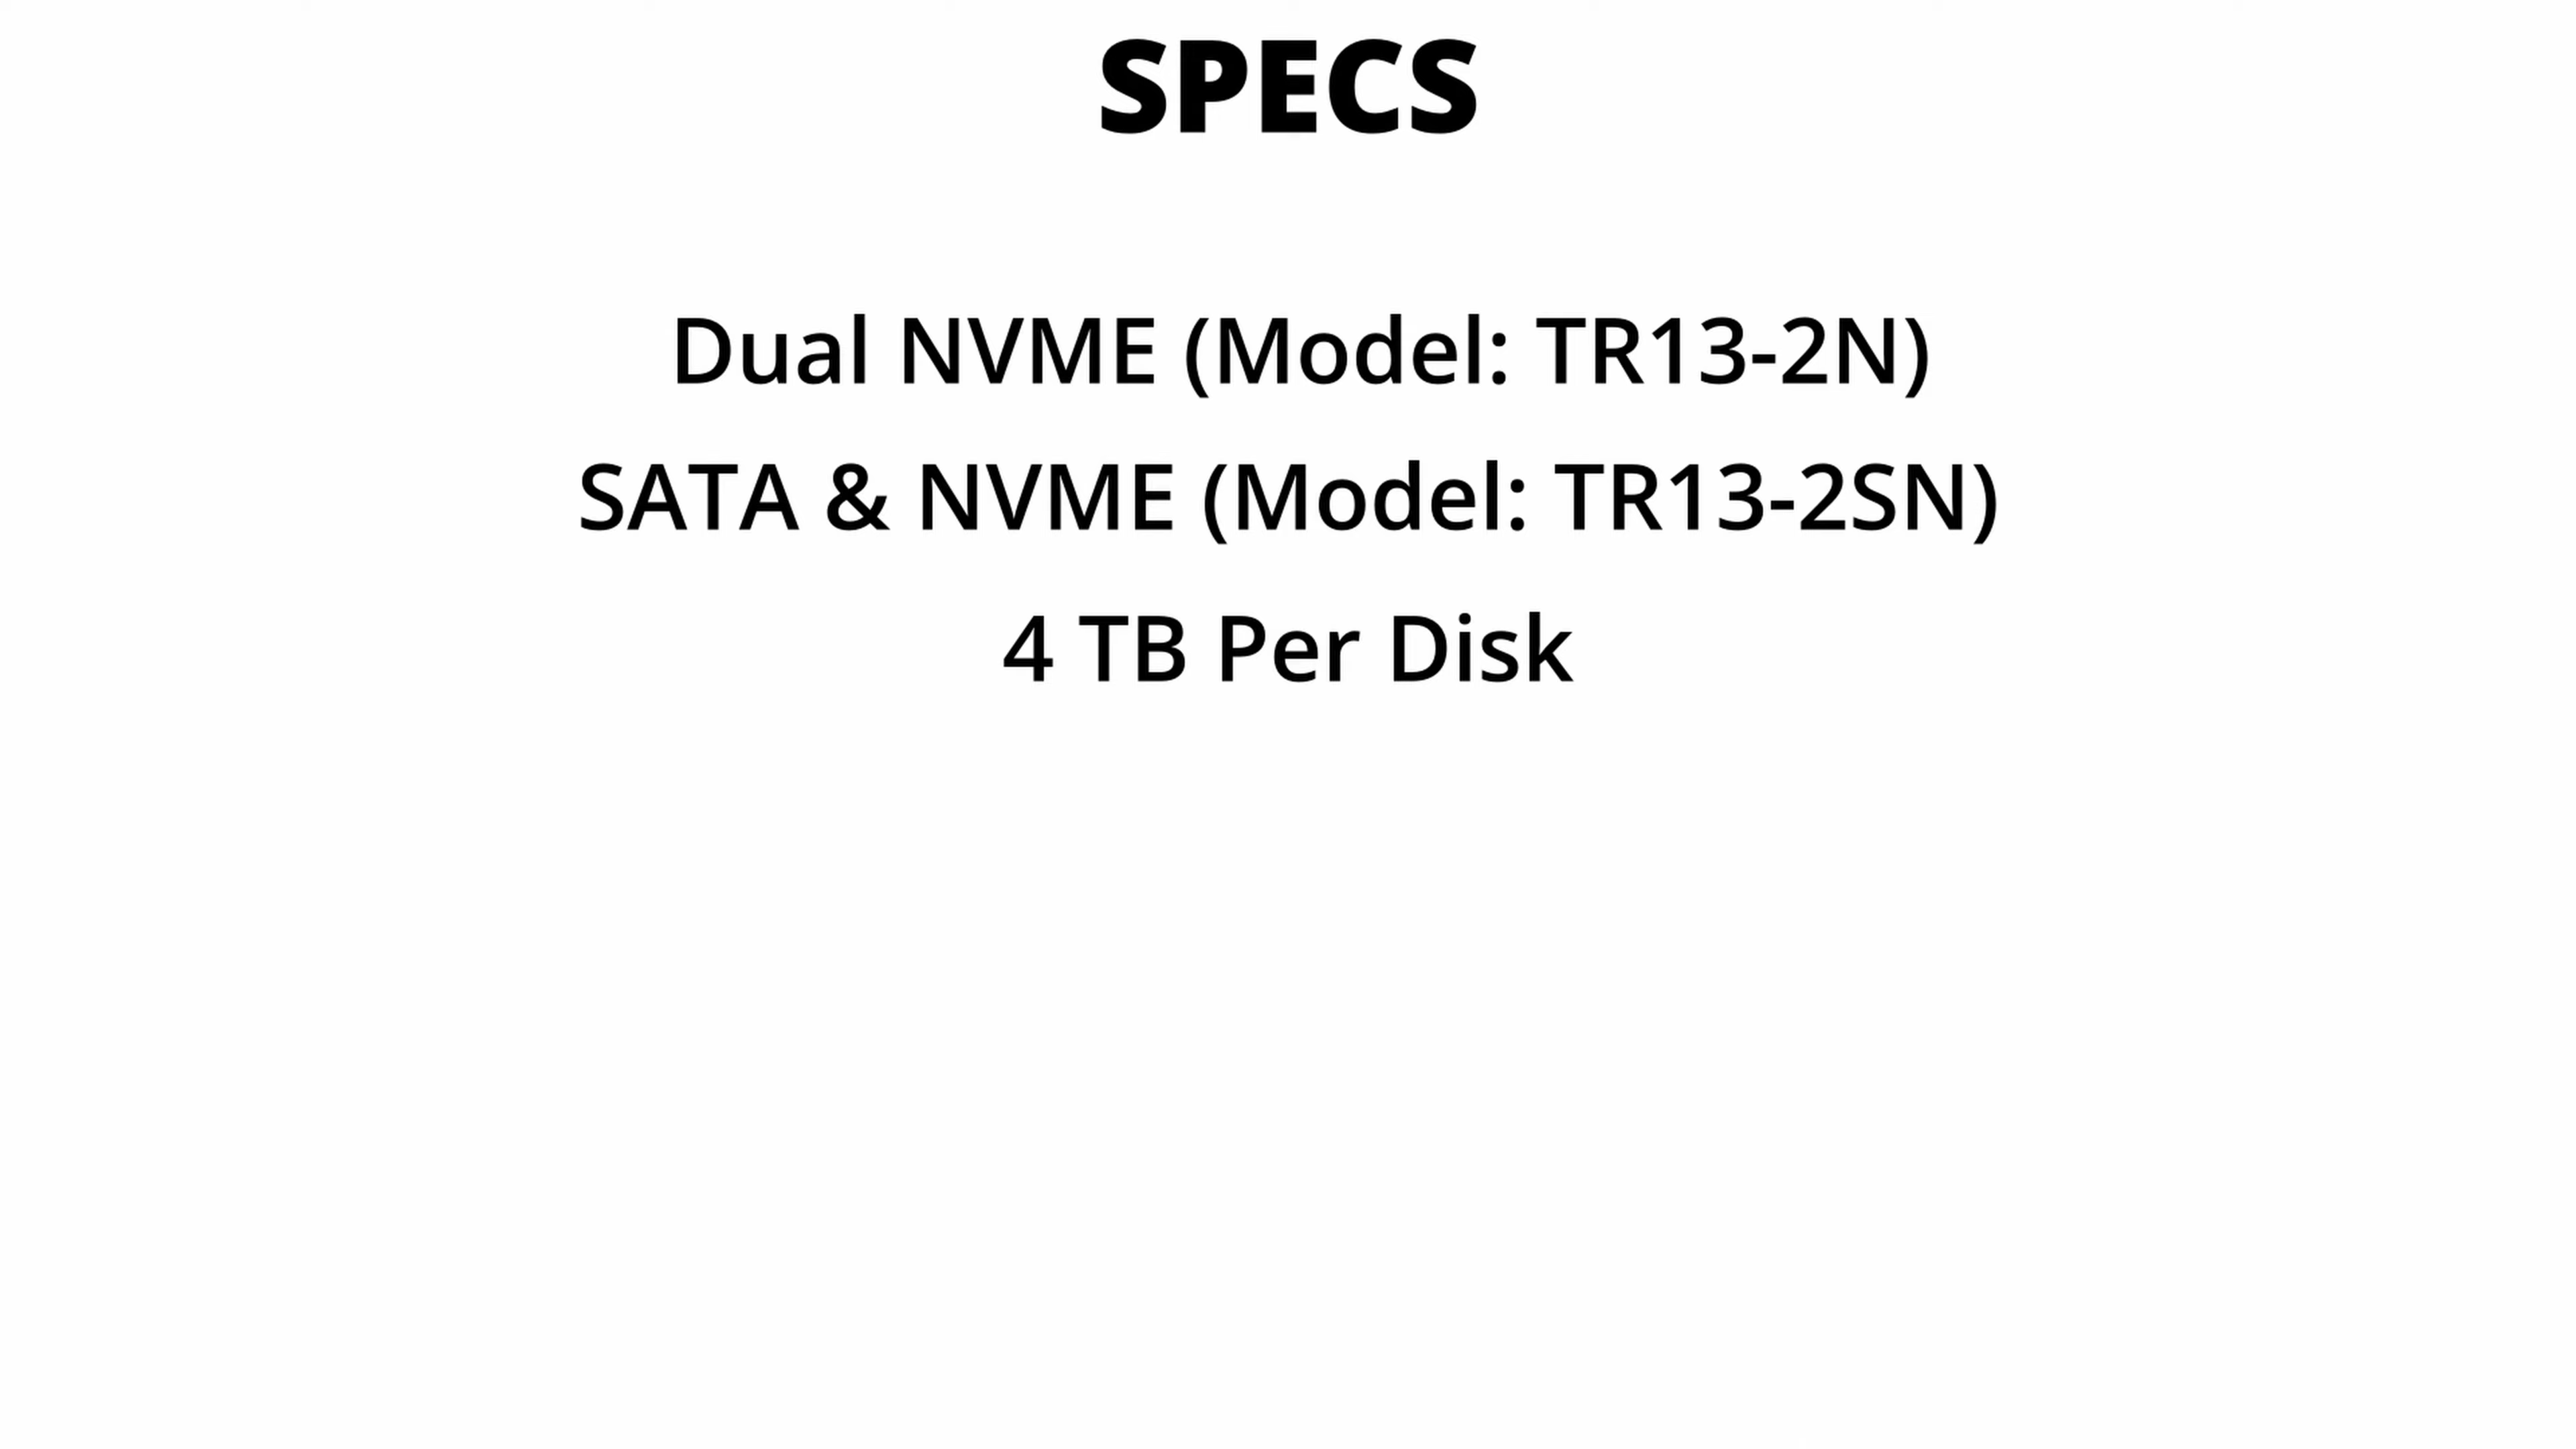 SPECS
Dual NVME (Model: TR13-2N)
SATA & NVME (Model: TR13-2SN)
4 TB Per Disk